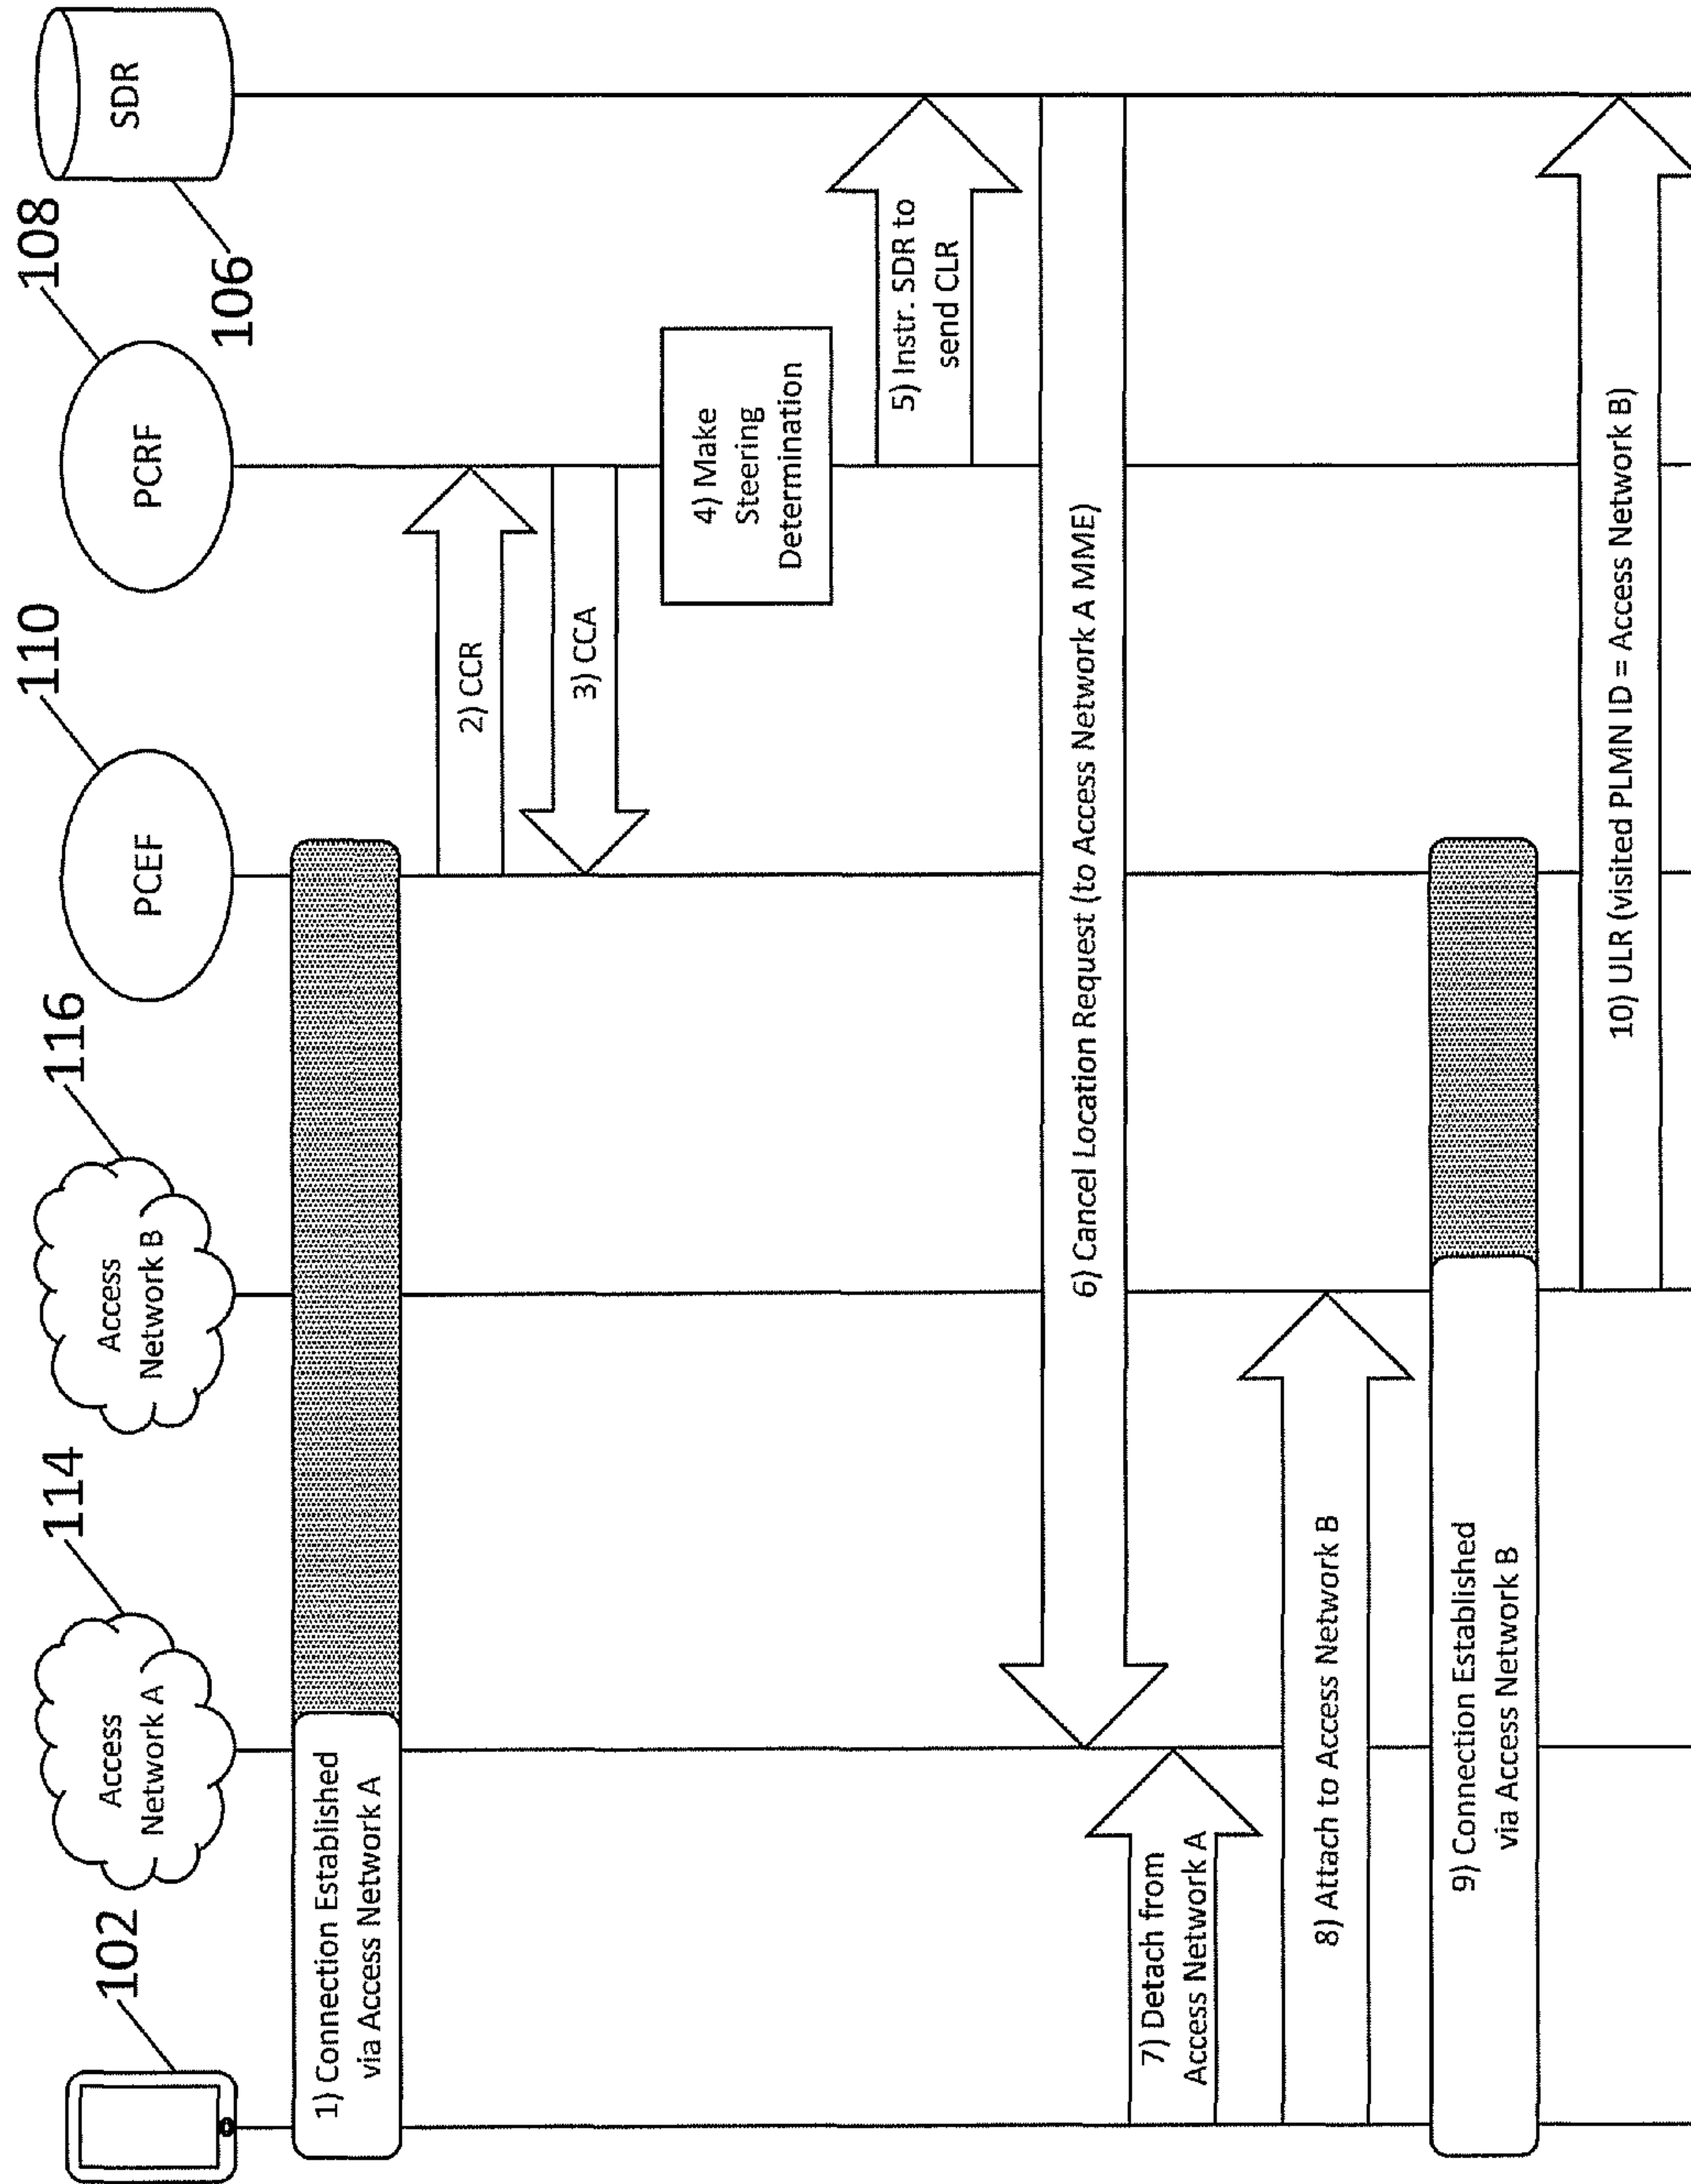 102
114
116
110
108
106
Access
Network A
Access
Network B
PCEF
PCRF
SDR
1) Connection Established
via Access Network A
2) CCR
3) CCA
4) Make
Steering
Determination
5) Instr. SDR to
send CLR
6) Cancel Location Request (to Access Network A MME)
7) Detach from
Access Network A
8) Attach to Access Network B
9) Connection Established
via Access Network B
10) ULR (visited PLMN ID = Access Network B)